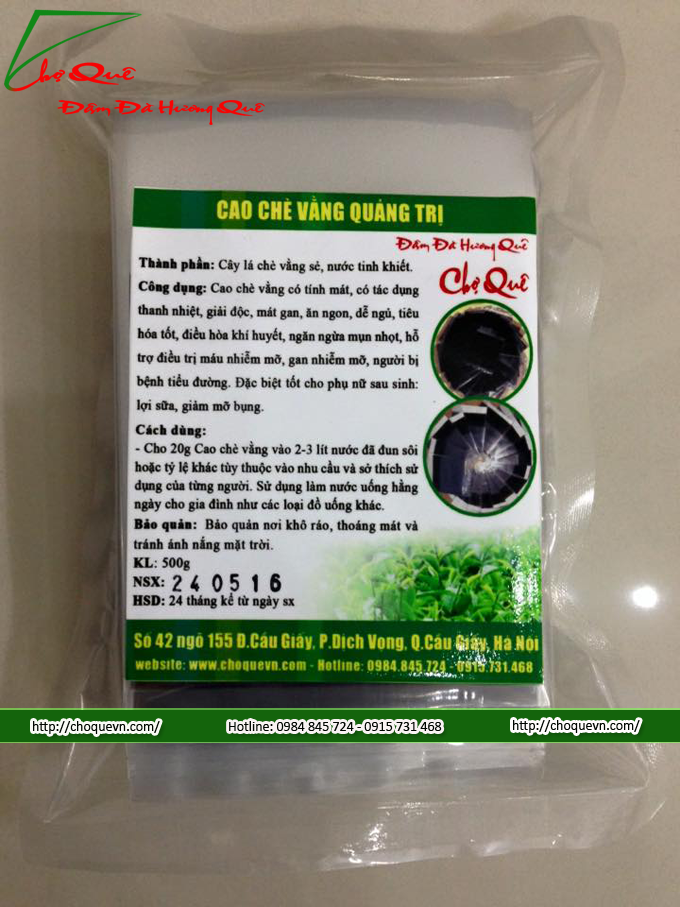 Chợ Quê
Đấm Đà Hương Quê
CAO CHÈ VẰNG QUẢNG TRỊ
Đấm Đà Hương Quê
Chợ Quê
Thành phần: Cây lá chè vằng sẻ, nước tinh khiết.
Công dụng: Cao chè vằng có tính mát, có tác dụng
thanh nhiệt, giải độc, mát gan, ăn ngon, dễ ngủ, tiêu
hóa tốt, điều hòa khí huyết, ngăn ngừa mụn nhọt, hỗ
trợ điều trị máu nhiễm mỡ, gan nhiễm mỡ, người bị
bệnh tiểu đường. Đặc biệt tốt cho phụ nữ sau sinh:
lợi sữa, giảm mỡ bụng.
Cách dùng:
- Cho 20g Cao chè vằng vào 2-3 lít nước đã đun sôi
hoặc tỷ lệ khác tùy thuộc vào nhu cầu và sở thích sử
dụng của từng người. Sử dụng làm nước uống hằng
ngày cho gia đình như các loại đồ uống khác.
Bảo quản: Bảo quản nơi khô ráo, thoáng mát và
tránh ánh nắng mặt trời.
KL: 500g
NSX: 240516
HSD: 24 tháng kể từ ngày sx
Số 42 ngõ 155 Đ.Cầu Giấy, P.Dịch Vọng, Q.Cầu Giấy, Hà Nội
website: www.choquevn.com - Hotline: 0984.845.724 - 0915.731.468
http://choquevn.com/ Hotline: 0984 845 724 - 0915 731 468 http://choquevn.com/